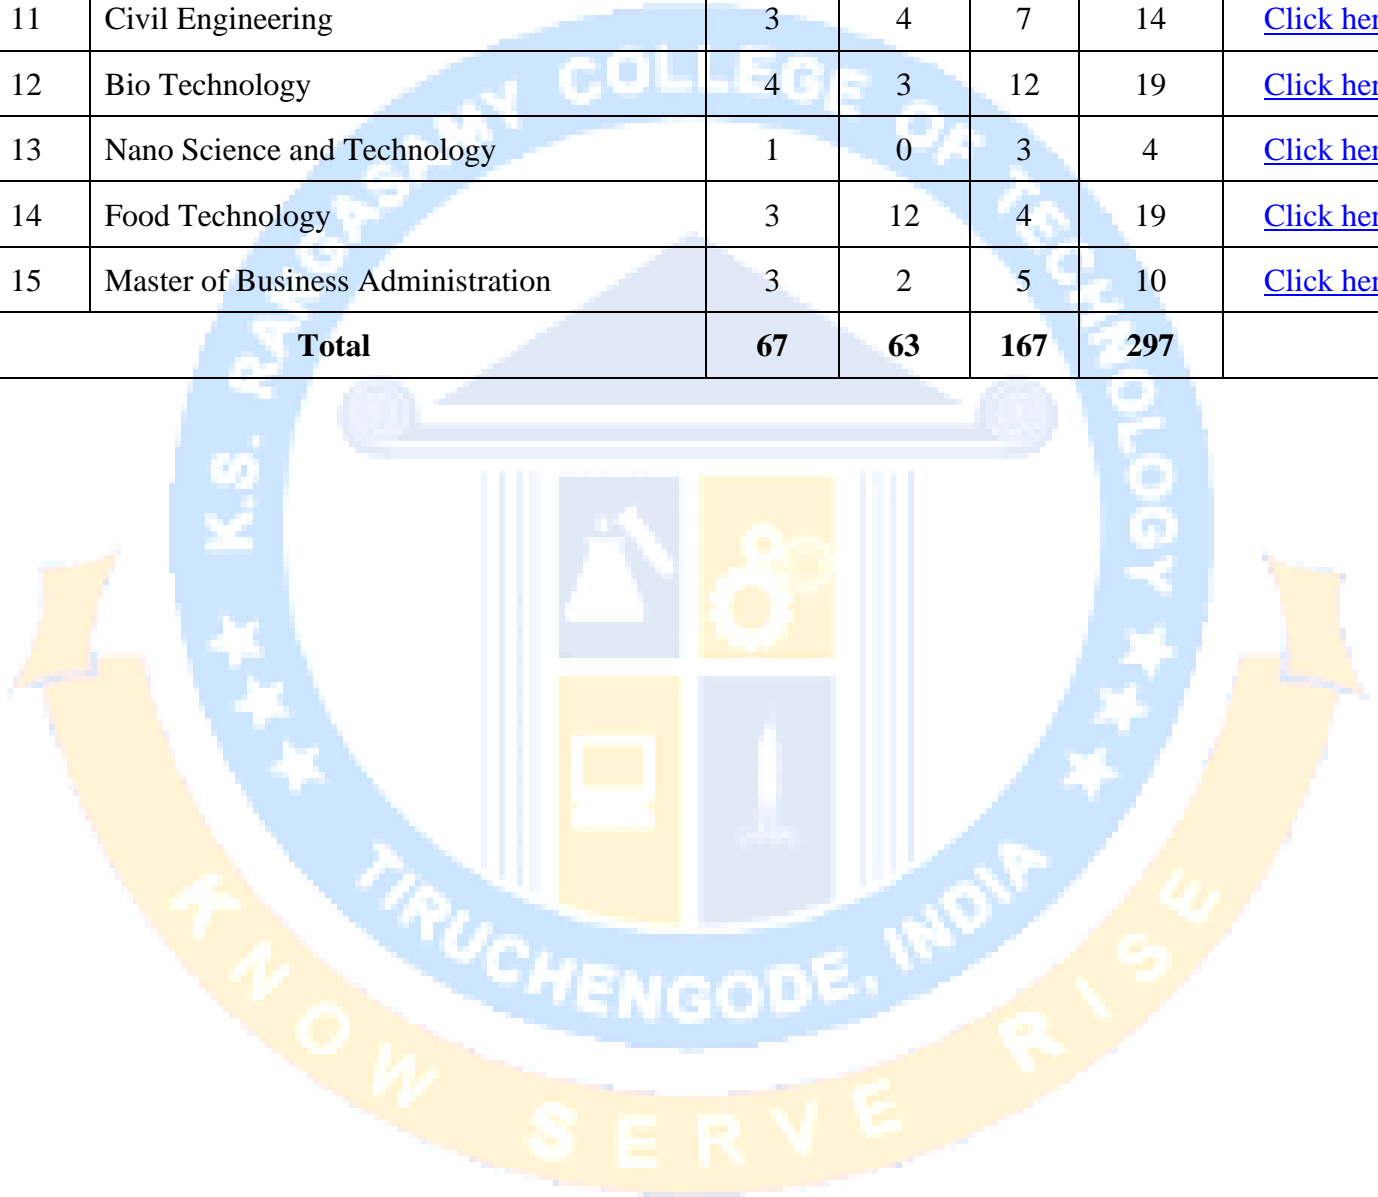 11 Civil Engineering 3 4 7 14 Click her
12 Bio Technology 4 3 12 19 Click her
13 Nano Science and Technology 1 0 3 4 Click her
14 Food Technology 3 12 4 19 Click her
15 Master of Business Administration 3 2 5 10 Click her
Total 67 63 167 297
K.S. RANGASAMY COLLEGE OF TECHNOLOGY
TIRUCHENGODE, INDIA
KNOW SERVE RISE